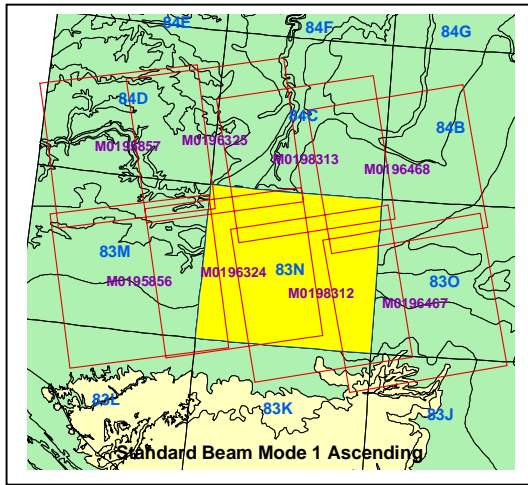 84E
84F
84G
84D
84C
84B
M0195857
M0196325
M0198313
M0196468
83M
83N
83O
M0195856
M0196324
M0198312
M0196467
83L
83K
83J
Standard Beam Mode 1 Ascending